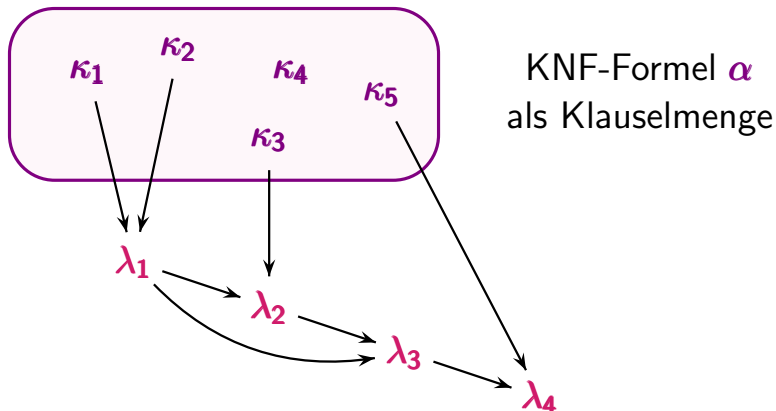 κ₁ κ₂ κ₄ κ₅
κ₃
KNF-Formel α
als Klauselmenge
λ₁
λ₂
λ₃
λ₄